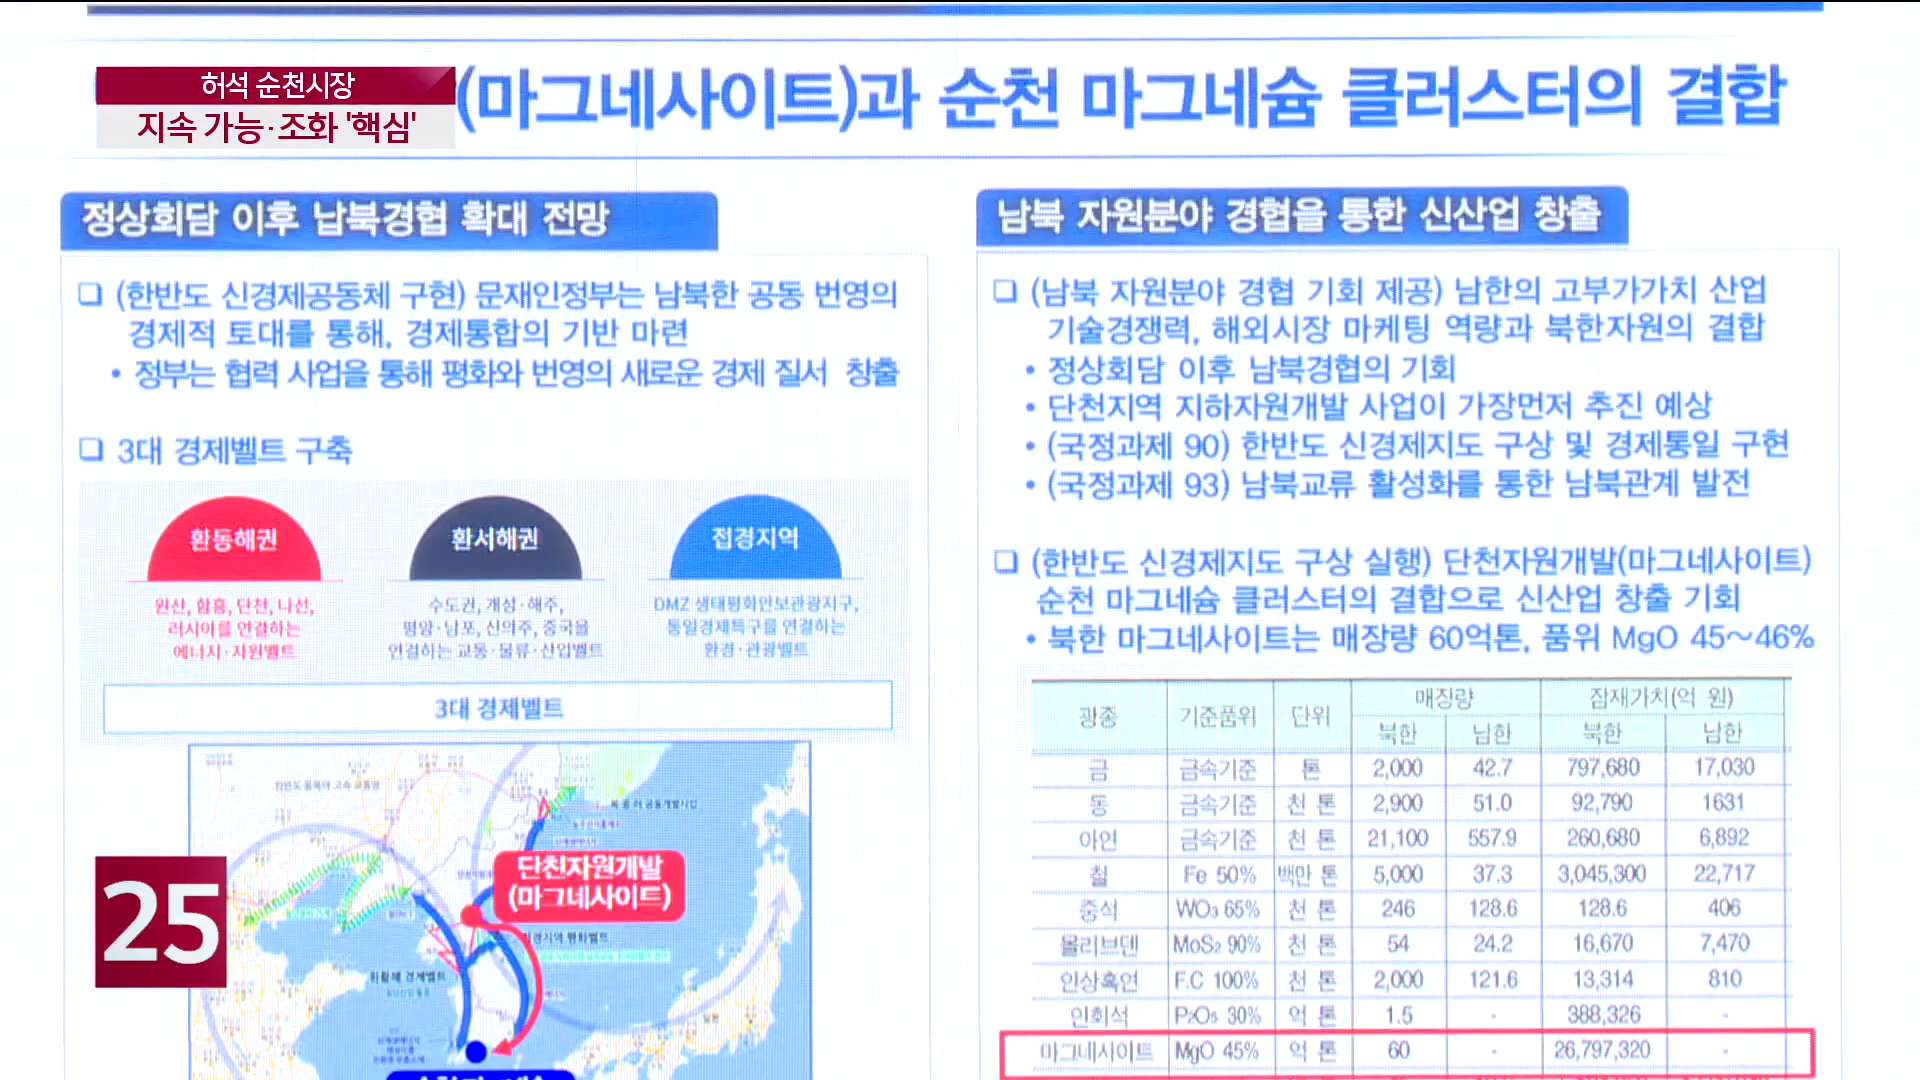 허석 순천시장
지속 가능·조화 '핵심'
(마그네사이트)과 순천 마그네슘 클러스터의 결합
정상회담 이후 납북경협 확대 전망
❑ (한반도 신경제공동체 구현) 문재인정부는 남북한 공동 번영의
경제적 토대를 통해, 경제통합의 기반 마련
• 정부는 협력 사업을 통해 평화와 번영의 새로운 경제 질서 창출
❑ 3대 경제벨트 구축
환동해권 환서해권 접경지역
원산, 함흥, 단천, 나선, 수도권, 개성·해주, DMZ 생태평화안보관광지구,
러시아를 연결하는 평양·남포, 신의주, 중국을 통일경제특구를 연결하는
에너지·자원벨트 연결하는 교통·물류·산업벨트 환경·관광벨트
3대 경제벨트
단천자원개발
(마그네사이트)
환황해 경제벨트
25
남북 자원분야 경협을 통한 신산업 창출
❑ (남북 자원분야 경협 기회 제공) 남한의 고부가가치 산업
기술경쟁력, 해외시장 마케팅 역량과 북한자원의 결합
• 정상회담 이후 남북경협의 기회
• 단천지역 지하자원개발 사업이 가장먼저 추진 예상
• (국정과제 90) 한반도 신경제지도 구상 및 경제통일 구현
• (국정과제 93) 남북교류 활성화를 통한 남북관계 발전
❑ (한반도 신경제지도 구상 실행) 단천자원개발(마그네사이트)
순천 마그네슘 클러스터의 결합으로 신산업 창출 기회
• 북한 마그네사이트는 매장량 60억톤, 품위 MgO 45~46%
광종 기준품위 단위 매장량 잠재가치(억 원)
북한 남한 북한 남한
금 금속기준 톤 2,000 42.7 797,680 17,030
동 금속기준 천 톤 2,900 51.0 92,790 1631
아연 금속기준 천 톤 21,100 557.9 260,680 6,892
철 Fe 50% 백만 톤 5,000 37.3 3,045,300 22,717
중석 WO₃ 65% 천 톤 246 128.6 128.6 406
몰리브덴 MoS₂ 90% 천 톤 54 24.2 16,670 7,470
인상흑연 F.C 100% 천 톤 2,000 121.6 13,314 810
인회석 P₂O₅ 30% 억 톤 1.5 - 388,326 -
마그네시이트 MgO 45% 억 톤 60 - 26,797,320 -